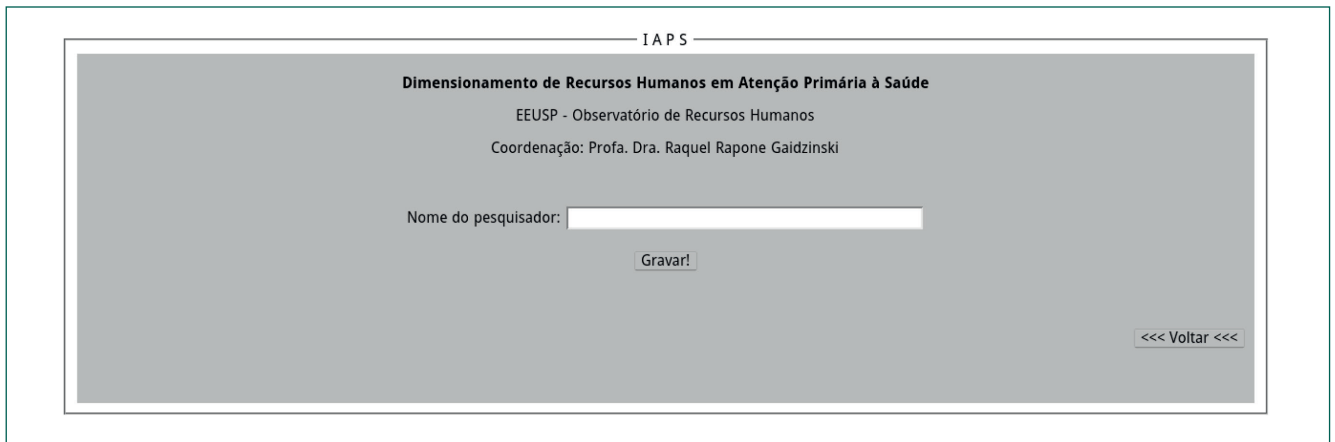 I A P S
Dimensionamento de Recursos Humanos em Atenção Primária à Saúde
EEUSP - Observatório de Recursos Humanos
Coordenação: Profa. Dra. Raquel Rapone Gaidzinski
Nome do pesquisador:
Gravar!
<<< Voltar <<<